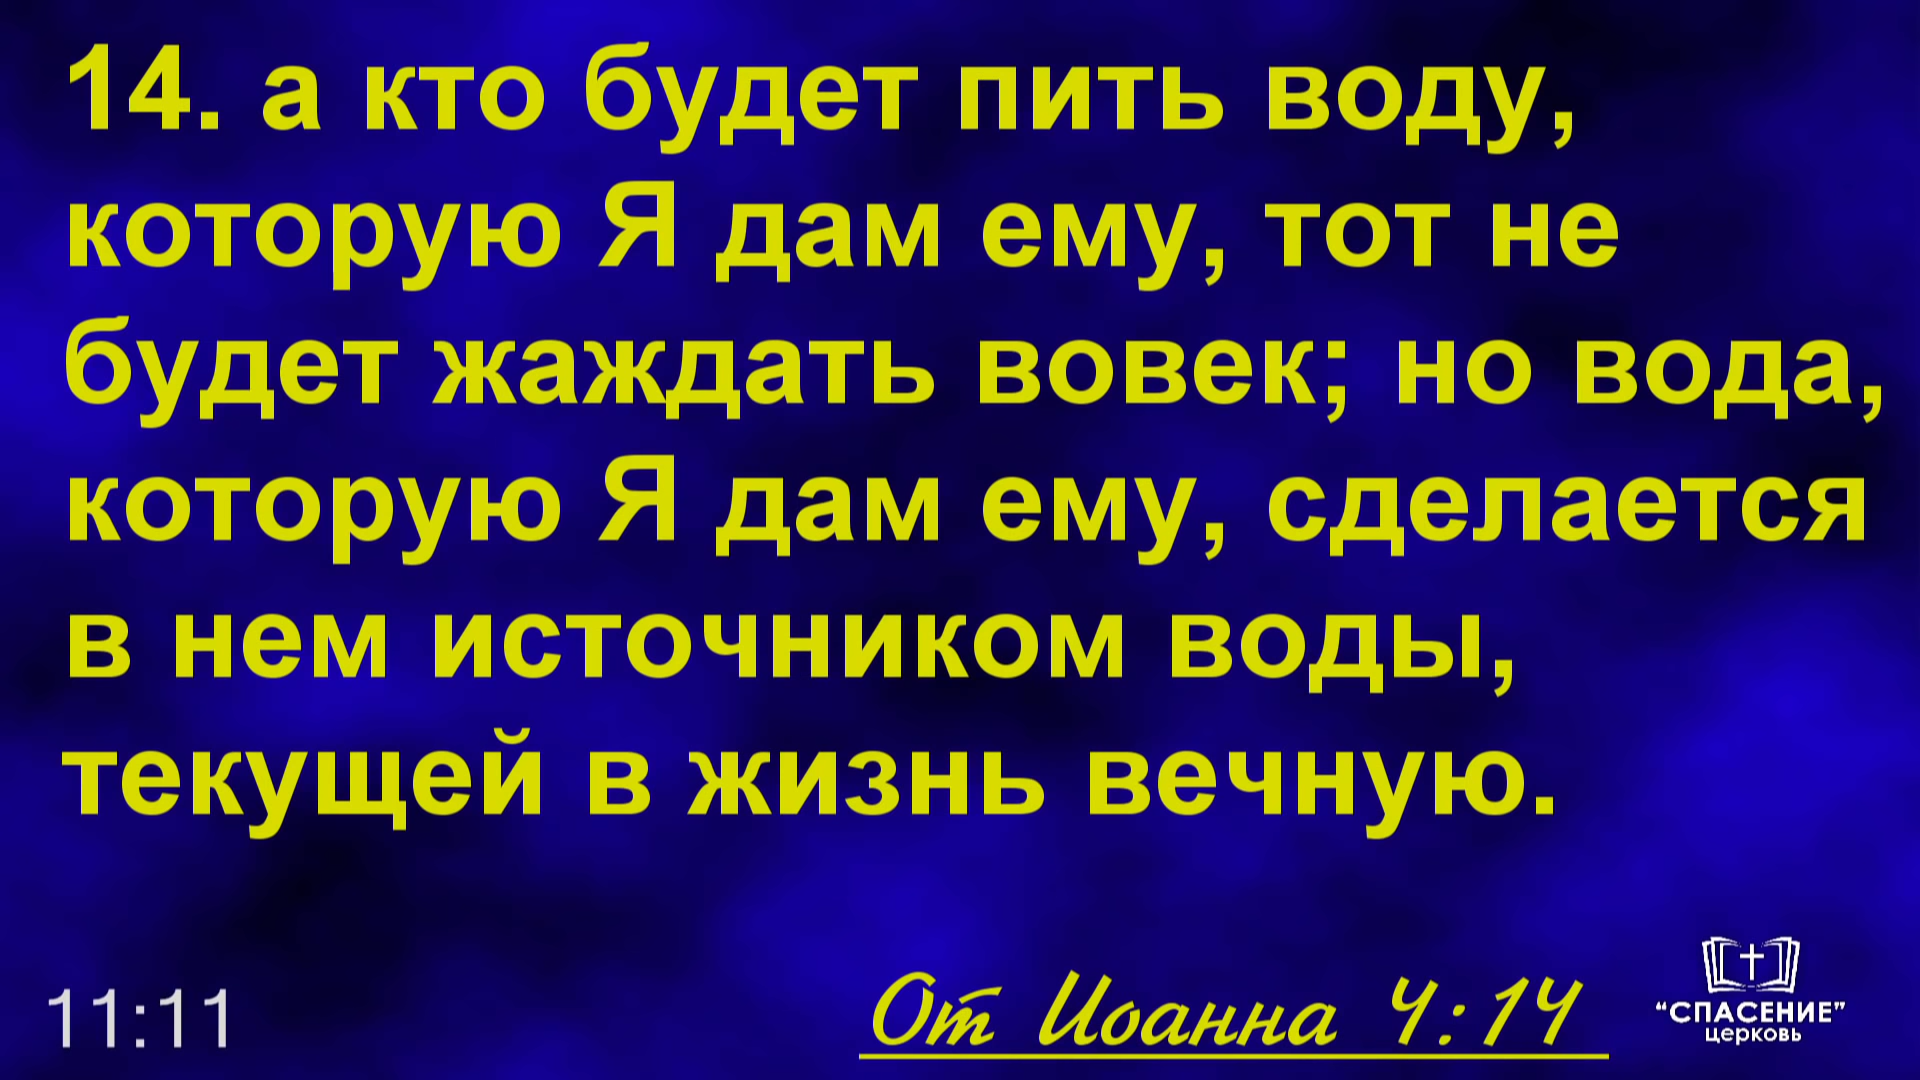 14. а кто будет пить воду,
которую Я дам ему, тот не
будет жаждать вовек; но вода,
которую Я дам ему, сделается
в нем источником воды,
текущей в жизнь вечную.
11:11
От Иоанна 4:14
“СПАСЕНИЕ”
церковь